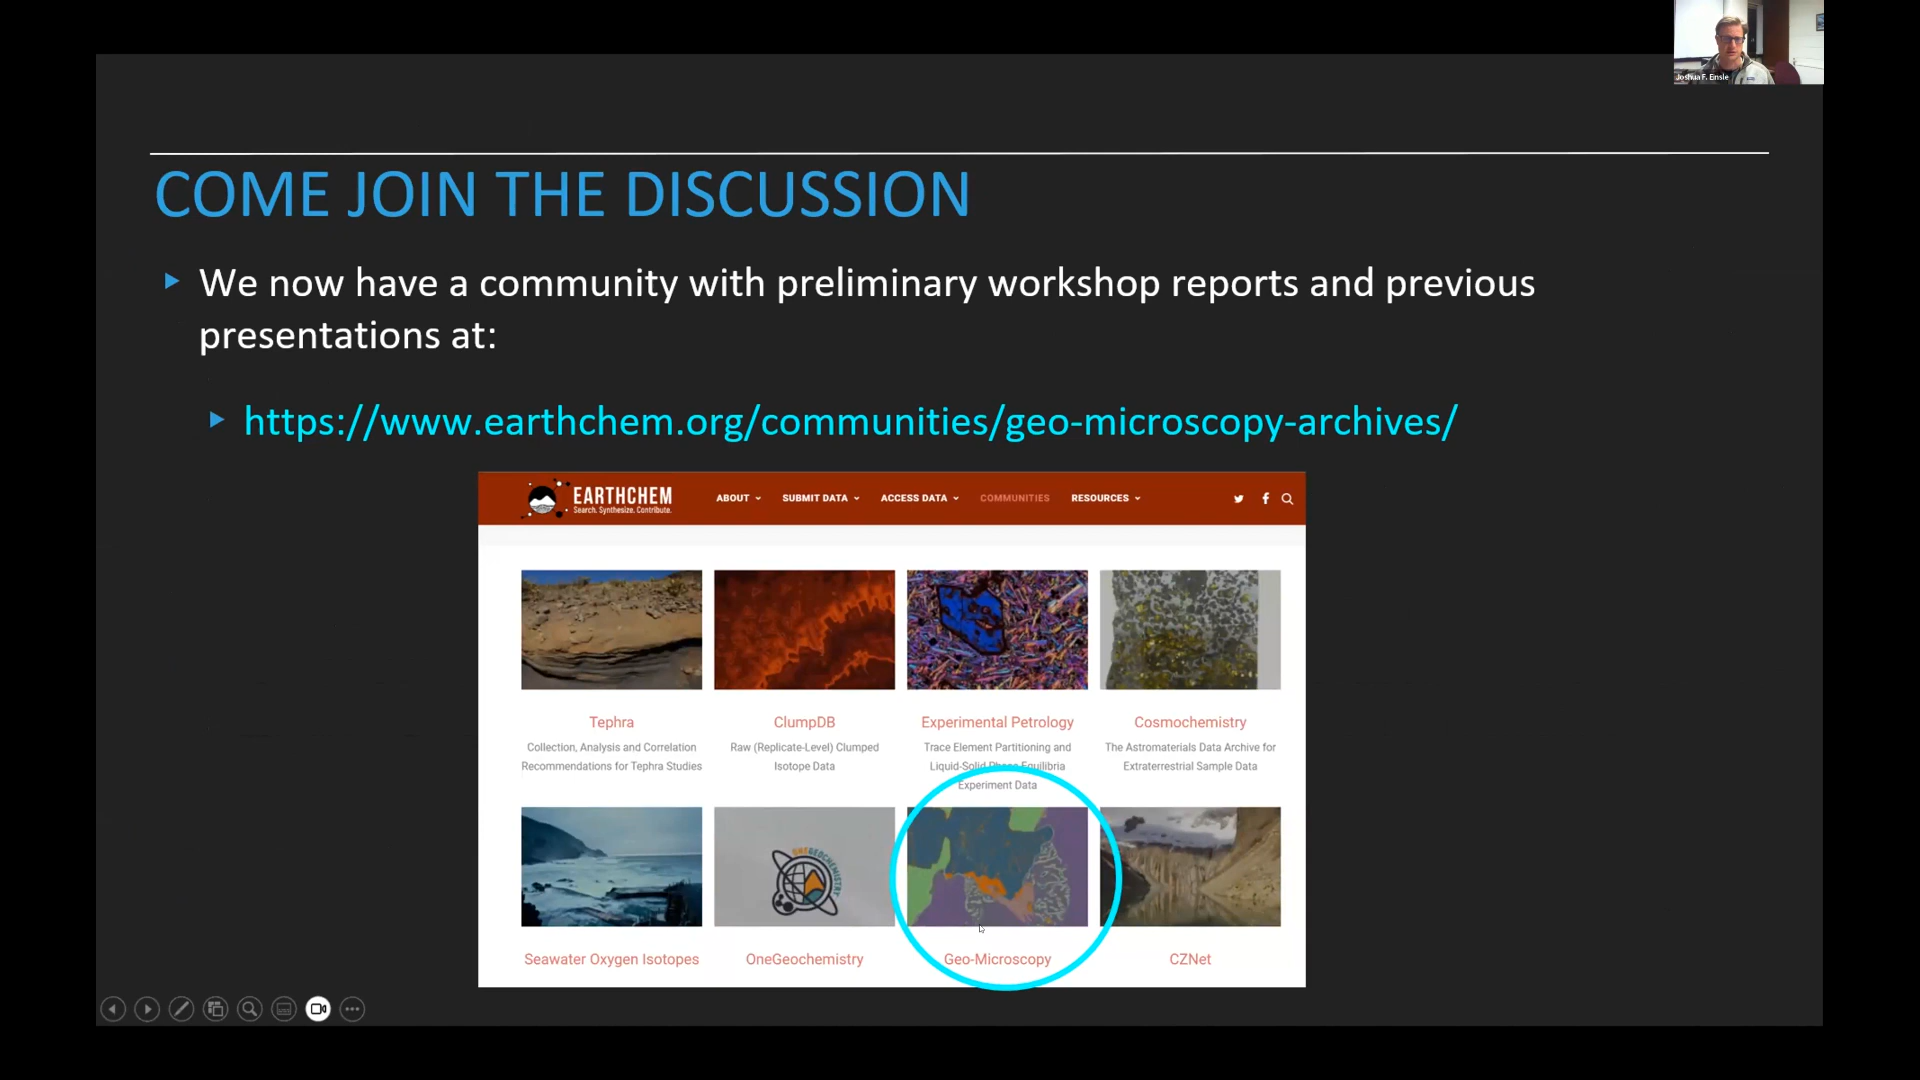 Joshua F. Einsle
COME JOIN THE DISCUSSION
We now have a community with preliminary workshop reports and previous
presentations at:
https://www.earthchem.org/communities/geo-microscopy-archives/
EARTHCHEM
Search. Synthesize. Contribute.
ABOUT
SUBMIT DATA
ACCESS DATA
COMMUNITIES
RESOURCES
Tephra
Collection, Analysis and Correlation
Recommendations for Tephra Studies
ClumpDB
Raw (Replicate-Level) Clumped
Isotope Data
Experimental Petrology
Trace Element Partitioning and
Liquid-Solid Phase Equilibria
Experiment Data
Cosmochemistry
The Astromaterials Data Archive for
Extraterrestrial Sample Data
Seawater Oxygen Isotopes
ONEGEOCHEMISTRY
OneGeochemistry
Geo-Microscopy
CZNet